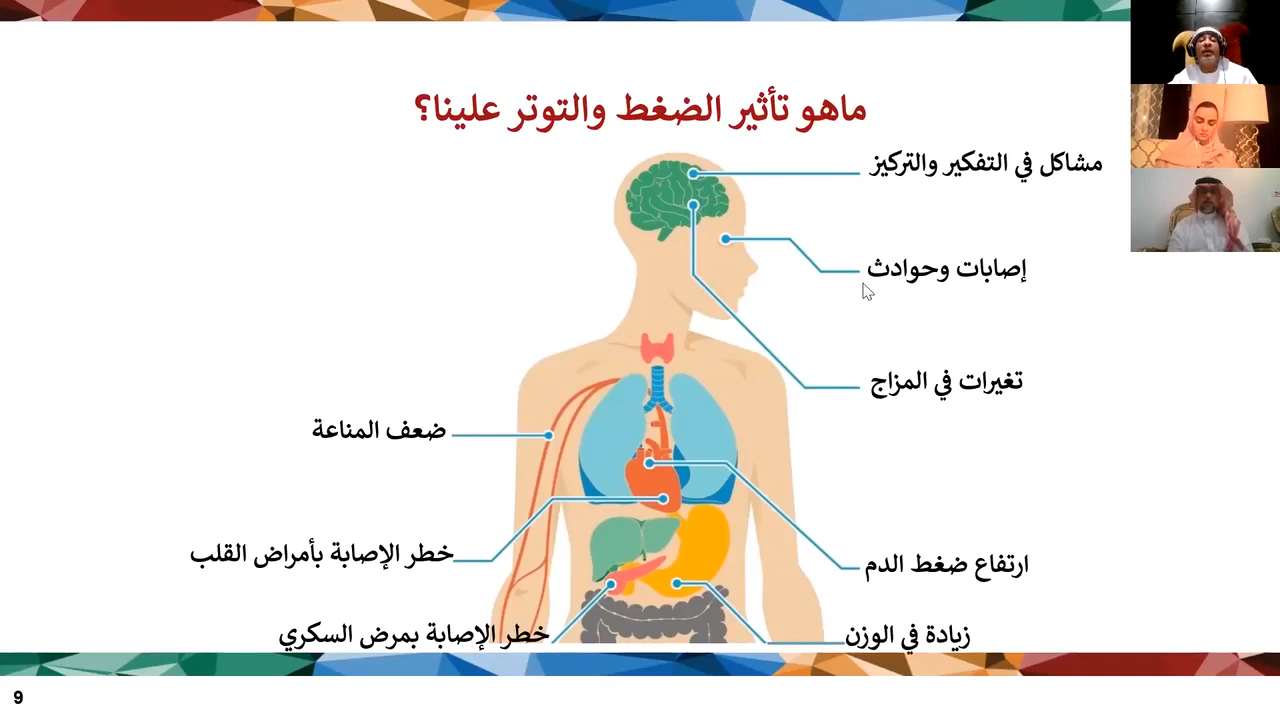 ماهو تأثير الضغط والتوتر علينا؟
مشاكل في التفكير والتركيز
إصابات وحوادث
تغيرات في المزاج
ضعف المناعة
خطر الإصابة بأمراض القلب
ارتفاع ضغط الدم
خطر الإصابة بمرض السكري
زيادة في الوزن
9